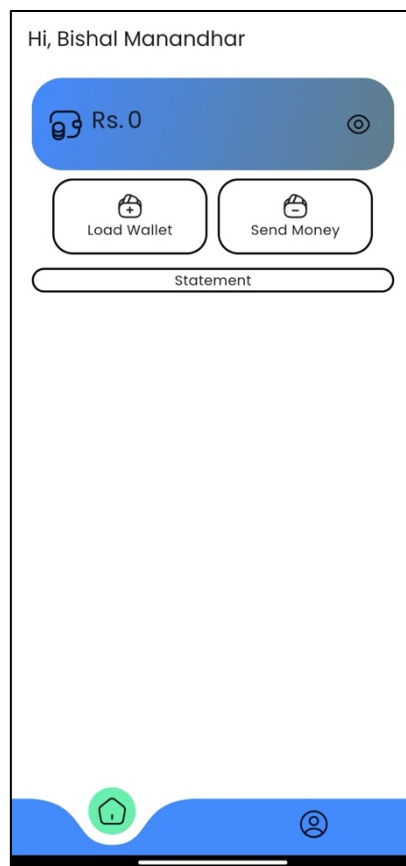 Hi, Bishal Manandhar
Rs. 0
Load Wallet
Send Money
Statement